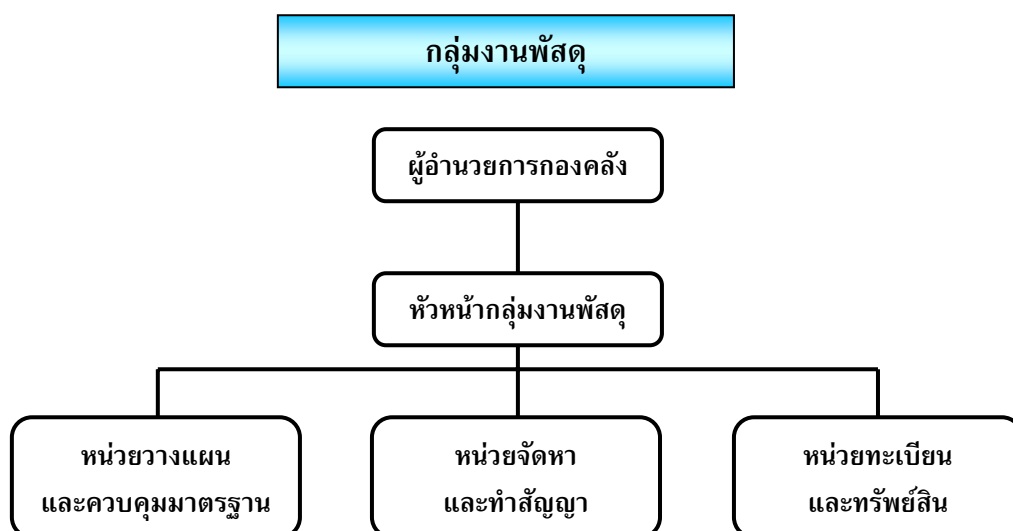 กลุ่มงานพัสดุ
ผู้อำนวยการกองคลัง
หัวหน้ากลุ่มงานพัสดุ
หน่วยวางแผน
และควบคุมมาตรฐาน
หน่วยจัดหา
และทำสัญญา
หน่วยทะเบียน
และทรัพย์สิน